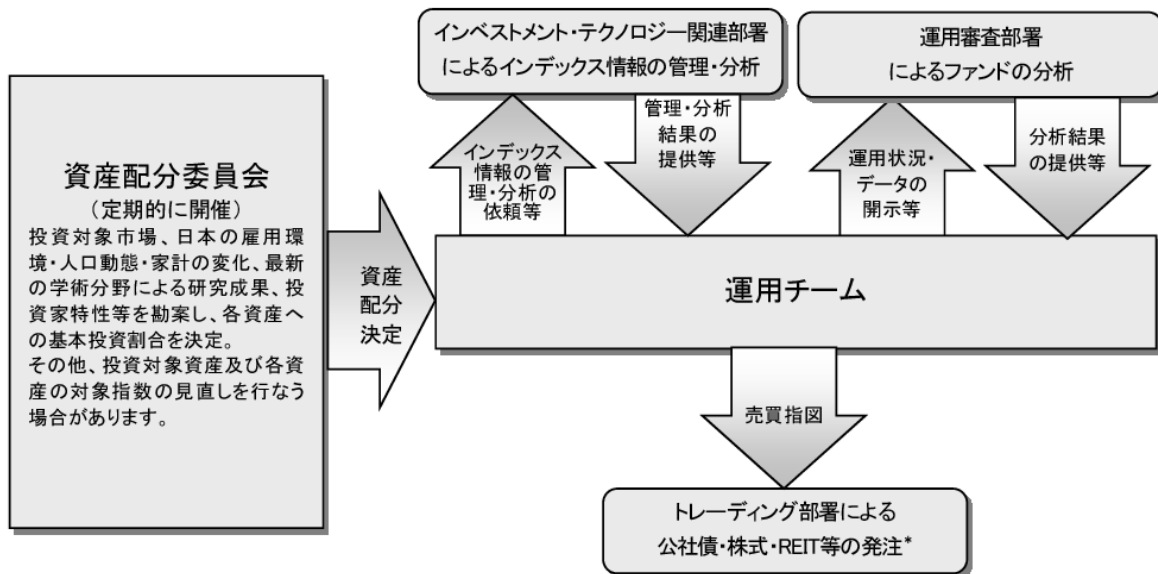 インベストメント・テクノロジー関連部署
によるインデックス情報の管理・分析
運用審査部署
によるファンドの分析
インデックス
情報の管
理・分析の
依頼等
管理・分析
結果の
提供等
運用状況・
データの
開示等
分析結果
の提供等
資産配分委員会
(定期的に開催)
投資対象市場、日本の雇用環
境・人口動態・家計の変化、最新
の学術分野による研究成果、投
資家特性等を勘案し、各資産へ
の基本投資割合を決定。
その他、投資対象資産及び各資
産の対象指数の見直しを行なう
場合があります。
資産
配分
決定
運用チーム
売買指図
トレーディング部署による
公社債・株式・REIT等の発注*